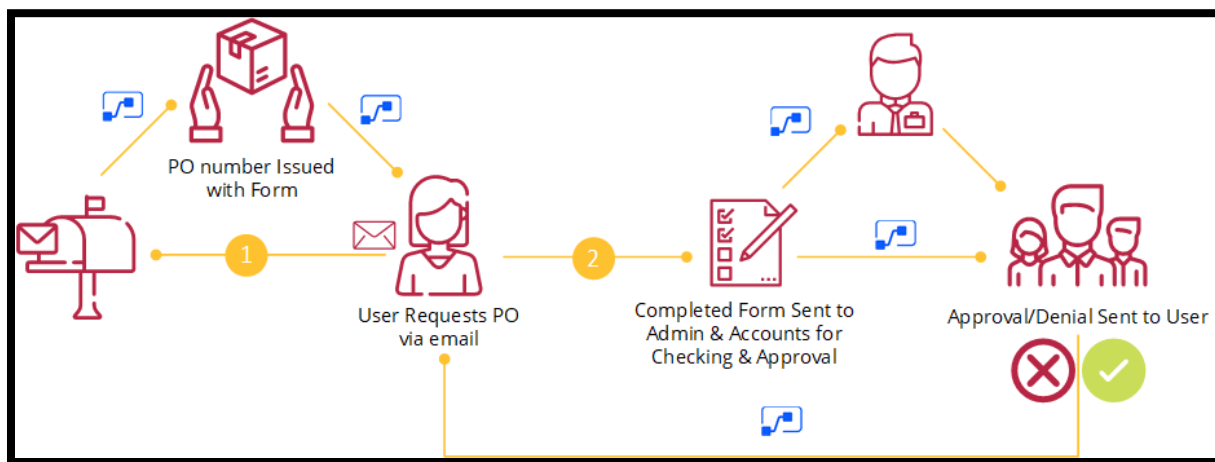 PO number Issued
with Form
1
User Requests PO
via email
2
Completed Form Sent to
Admin & Accounts for
Checking & Approval
Approval/Denial Sent to User